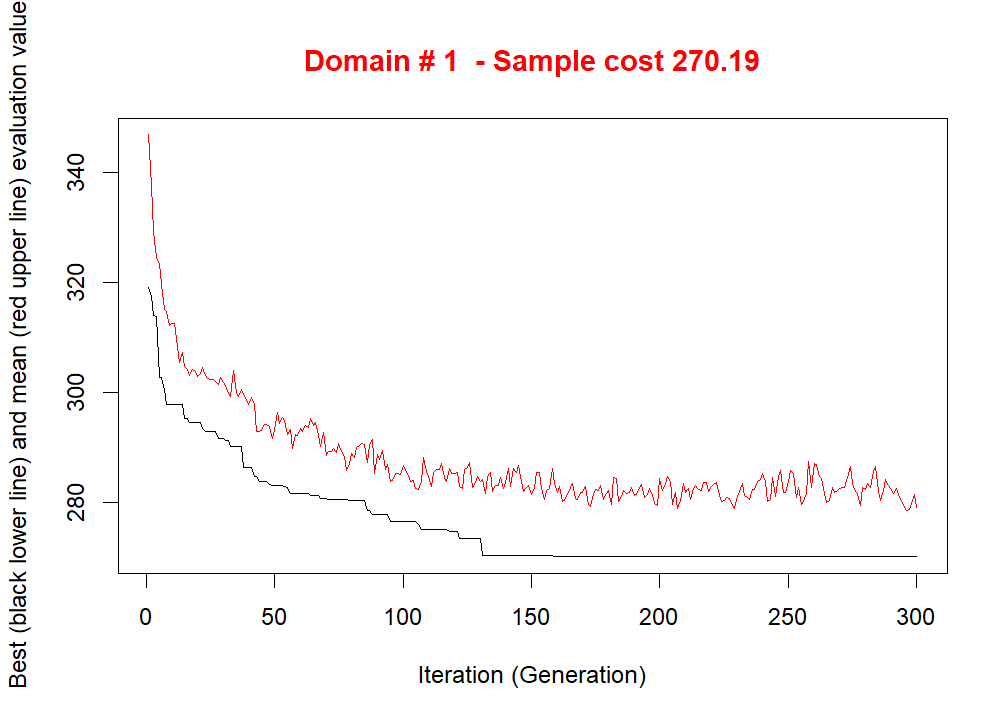 Domain # 1  - Sample cost 270.19
Best (black lower line) and mean (red upper line) evaluation value
340
320
300
280
0 50 100 150 200 250 300
Iteration (Generation)